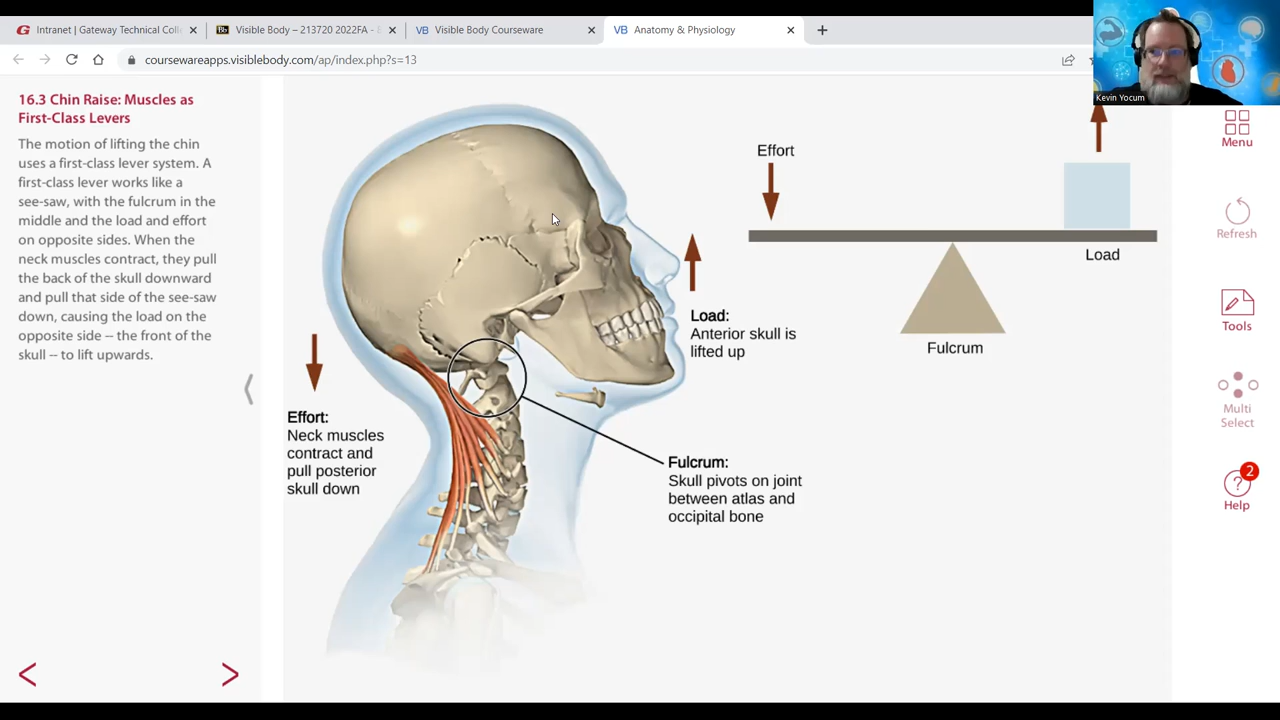 Intranet | Gateway Technical Coll
Visible Body – 213720 2022FA - 
Visible Body Courseware
Anatomy & Physiology
coursewareapps.visiblebody.com/ap/index.php?s=13
Kevin Yocum
16.3 Chin Raise: Muscles as
First-Class Levers
The motion of lifting the chin
uses a first-class lever system. A
first-class lever works like a
see-saw, with the fulcrum in the
middle and the load and effort
on opposite sides. When the
neck muscles contract, they pull
the back of the skull downward
and pull that side of the see-saw
down, causing the load on the
opposite side -- the front of the
skull -- to lift upwards.
Effort:
Neck muscles
contract and
pull posterior
skull down
Load:
Anterior skull is
lifted up
Fulcrum:
Skull pivots on joint
between atlas and
occipital bone
Effort
Load
Fulcrum
Menu
Refresh
Tools
Multi
Select
2
Help